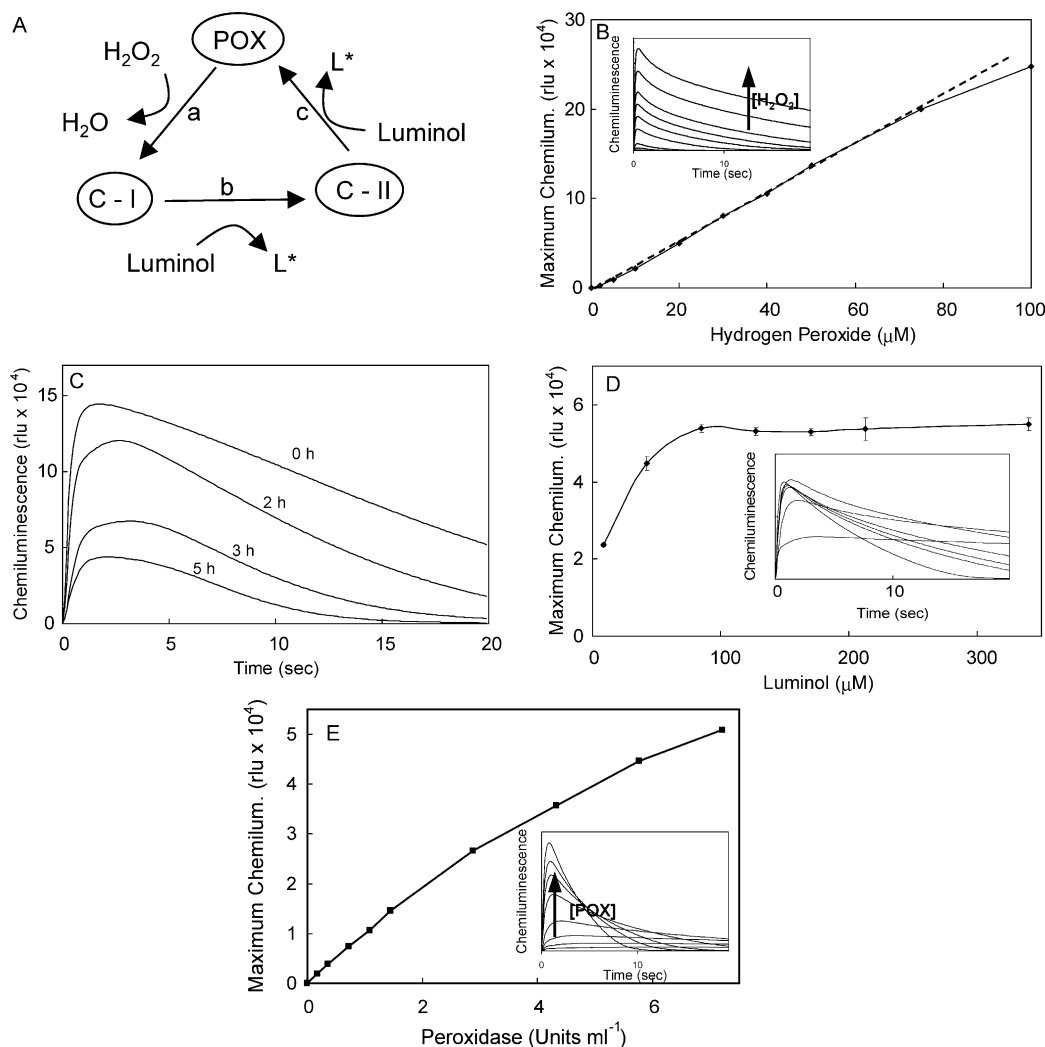 A
POX
H2O2
L*
H2O
a
c
Luminol
C - I
b
C - II
Luminol
L*
B
Maximum Chemilum. (rlu x 10^4)
30
20
10
0
0 20 40 60 80 100
Hydrogen Peroxide (μM)
Chemiluminescence
[H2O2]
0 10
Time (sec)
C
Chemiluminescence (rlu x 10^4)
15
10
5
0
0 h
2 h
3 h
5 h
0 5 10 15 20
Time (sec)
D
Maximum Chemilum. (rlu x 10^4)
6
4
2
0
0 100 200 300
Luminol (μM)
Chemiluminescence
0 10
Time (sec)
E
Maximum Chemilum. (rlu x 10^4)
5
4
3
2
1
0
0 2 4 6
Peroxidase (Units ml^-1)
Chemiluminescence
[POX]
0 10
Time (sec)